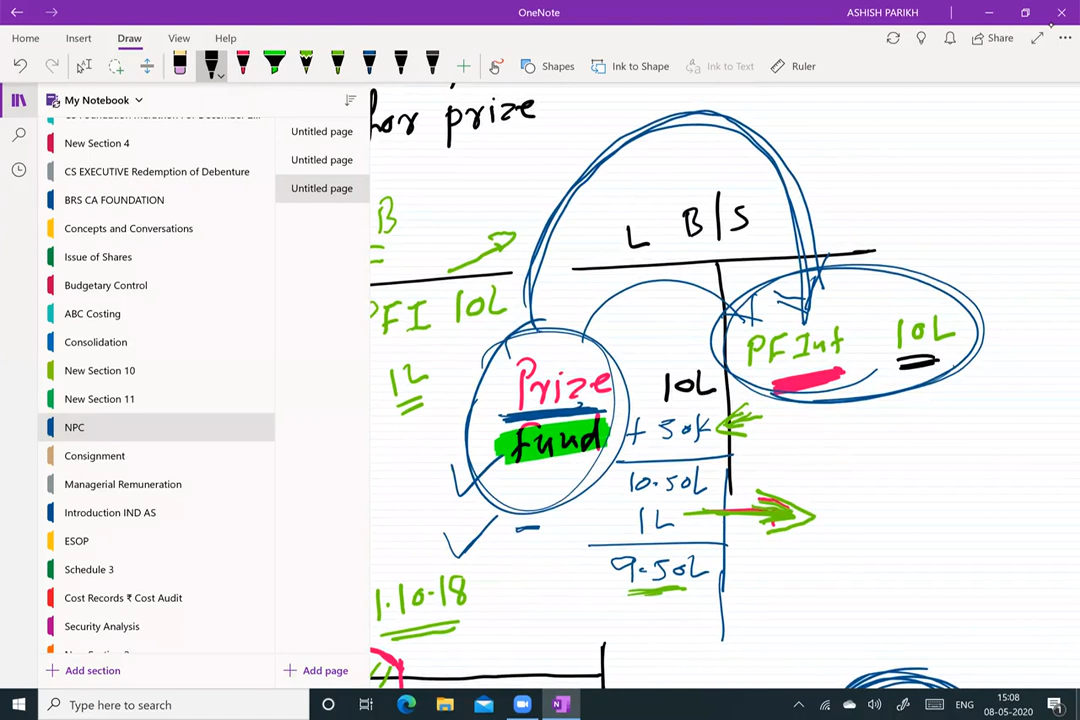 OneNote
ASHISH PARIKH
Home Insert Draw View Help
Share
Shapes Ink to Shape Ink to Text Ruler
My Notebook
New Section 4
CS EXECUTIVE Redemption of Debenture
BRS CA FOUNDATION
Concepts and Conversations
Issue of Shares
Budgetary Control
ABC Costing
Consolidation
New Section 10
New Section 11
NPC
Consignment
Managerial Remuneration
Introduction IND AS
ESOP
Schedule 3
Cost Records ₹ Cost Audit
Security Analysis
Add section
Untitled page
Untitled page
Untitled page
Add page
prize
B
L B/S
PFI 10L
12
PF Int 10L
Prize 10L
Fund + 50K
10.50L
1L
9.50L
1.10.18
Type here to search
ENG
15:08
08-05-2020
1